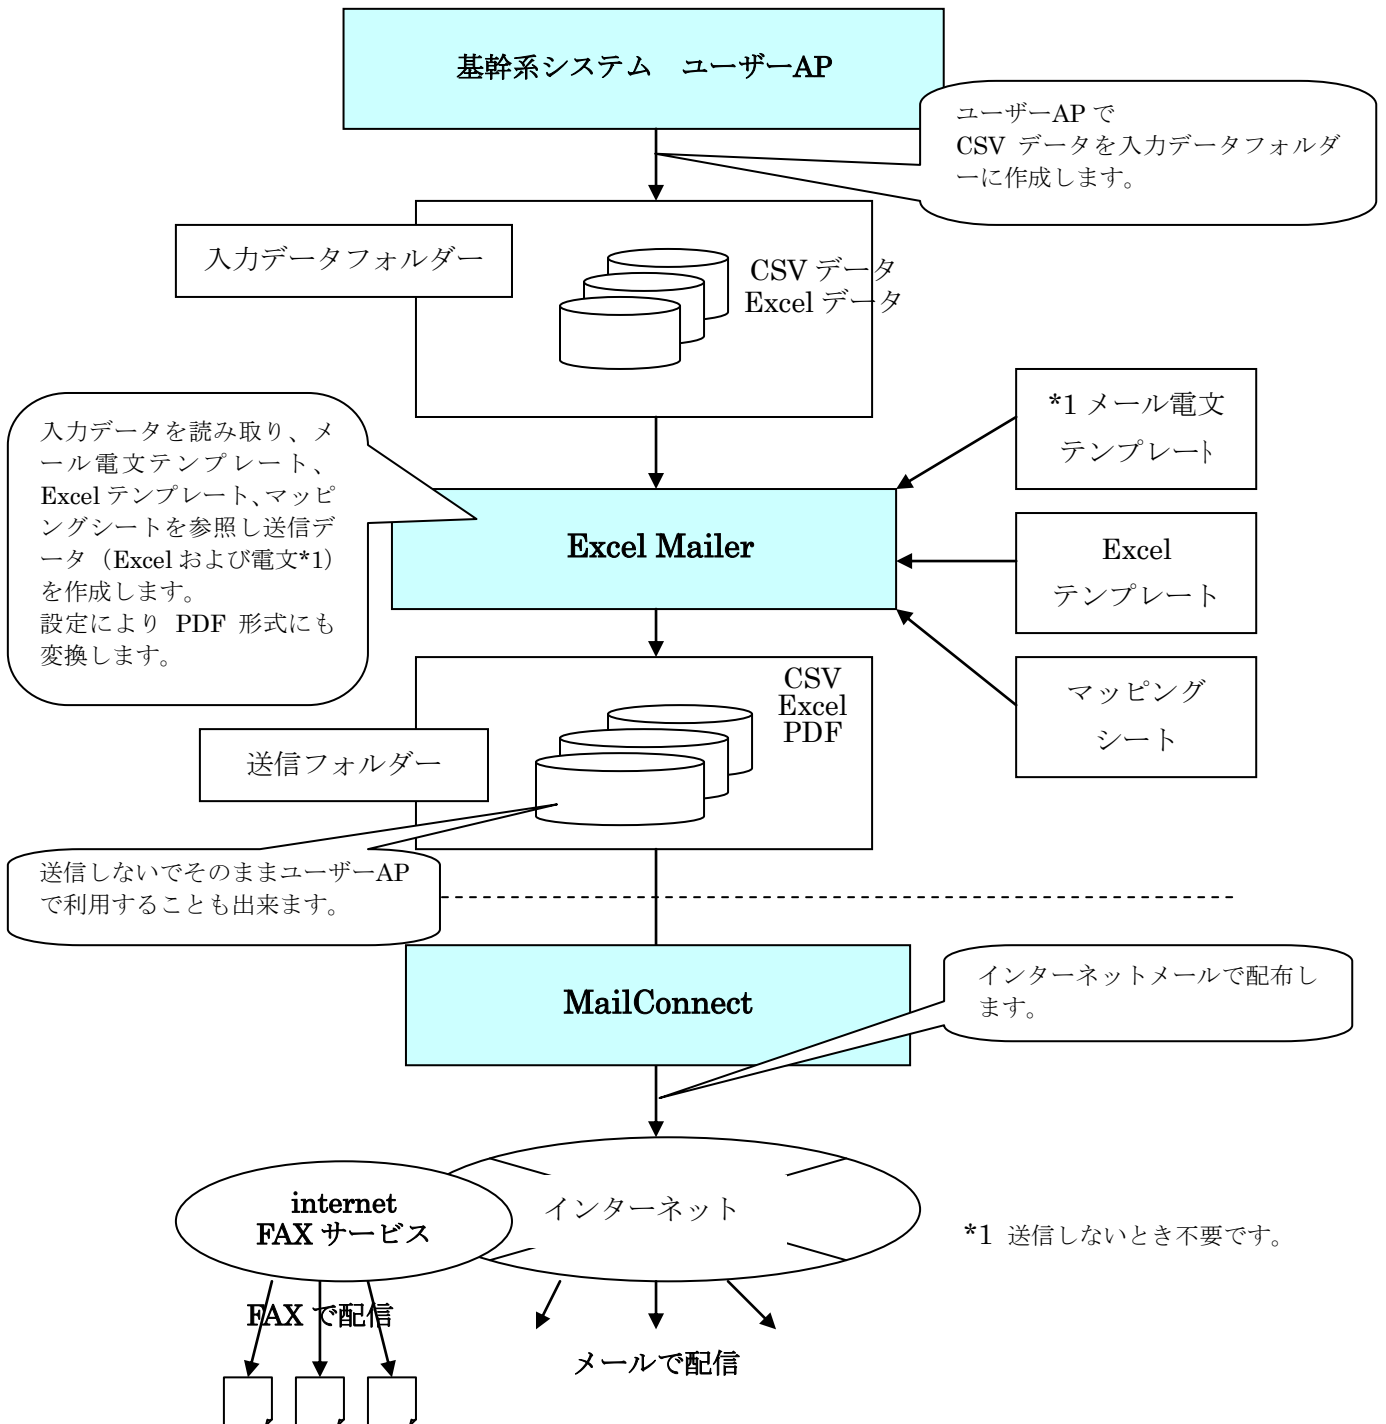 基幹系システム　ユーザーAP
ユーザーAP で
CSV データを入力データフォルダ
ーに作成します。
入力データフォルダー
CSV データ
Excel データ
*1 メール電文
テンプレート
入力データを読み取り、メ
ール電文テンプレート、
Excel テンプレート、マッピ
ングシートを参照し送信デ
ータ（Excel および電文*1）
を作成します。
設定により PDF 形式にも
変換します。
Excel Mailer
Excel
テンプレート
CSV
Excel
PDF
マッピング
シート
送信フォルダー
送信しないでそのままユーザーAP
で利用することも出来ます。
MailConnect
インターネットメールで配布し
ます。
internet
FAX サービス
インターネット
*1 送信しないとき不要です。
FAX で配信
メールで配信